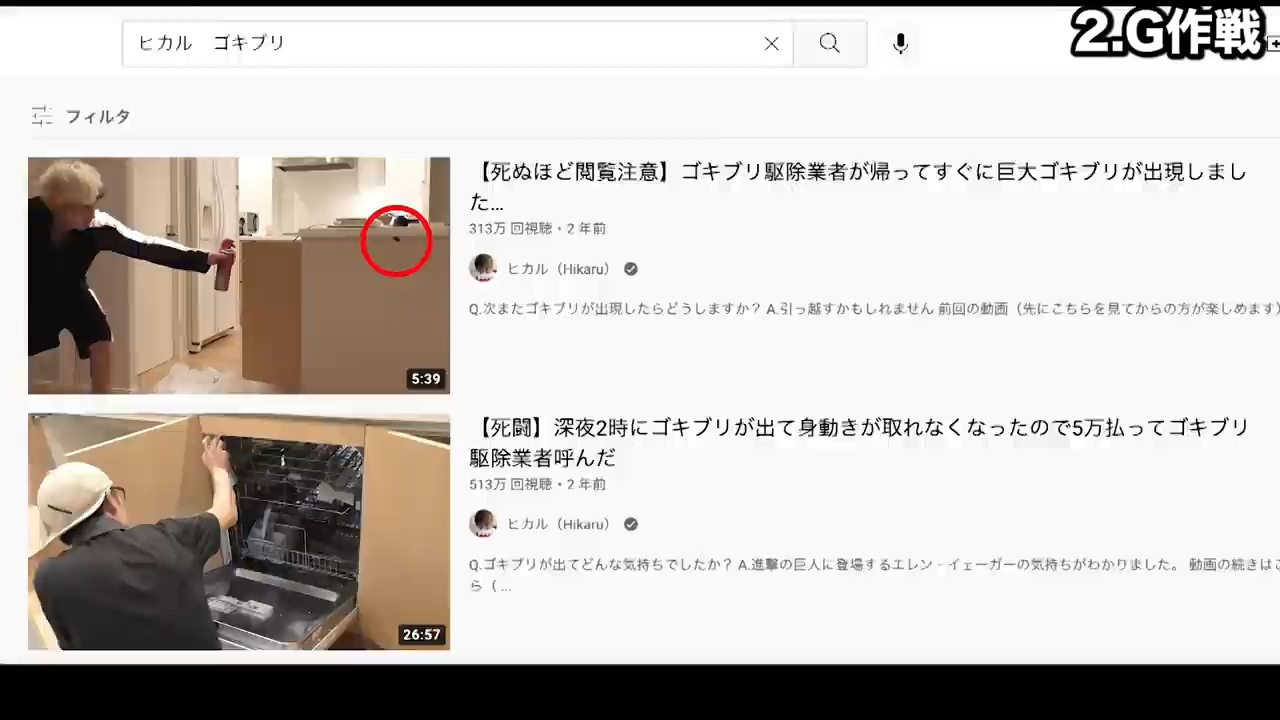 2.G作戦
ヒカル　ゴキブリ
フィルタ
【死ぬほど閲覧注意】ゴキブリ駆除業者が帰ってすぐに巨大ゴキブリが出現しまし
た...
313万 回視聴・2 年前
ヒカル（Hikaru）
Q.次またゴキブリが出現したらどうしますか？ A.引っ越すかもしれません 前回の動画（先にこちらを見てからの方が楽しめます）
5:39
【死闘】深夜2時にゴキブリが出て身動きが取れなくなったので5万払ってゴキブリ
駆除業者呼んだ
513万 回視聴・2 年前
ヒカル（Hikaru）
Q.ゴキブリが出てどんな気持ちでしたか？ A.進撃の巨人に登場するエレン・イェーガーの気持ちがわかりました。 動画の続きはこ
ら（ ...
26:57